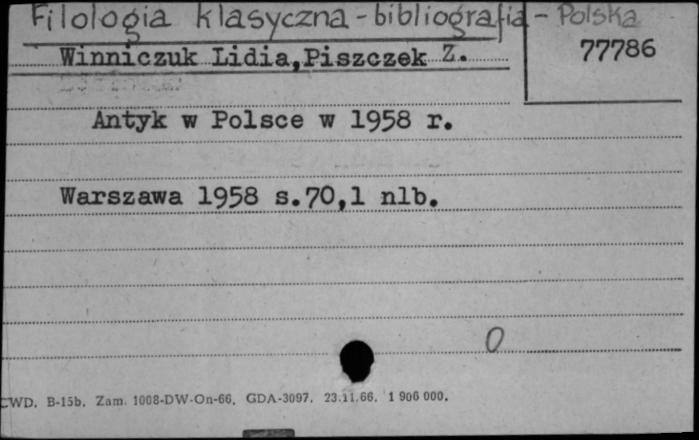 Filologia klasyczna - bibliografia - Polska
Winniczuk Lidia,Piszczek Z.
77786
Antyk w Polsce w 1958 r.
Warszawa 1958 s.70,1 nlb.
0
CWD. B-15b. Zam. 1008-DW-On-66. GDA-3097. 23.11.66. 1 906 000.